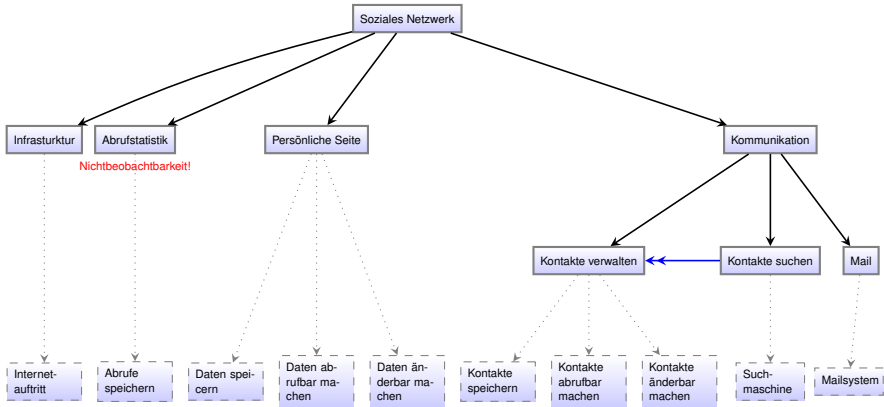 Soziales Netzwerk
Infrasturktur
Abrufstatistik
Persönliche Seite
Kommunikation
Nichtbeobachtbarkeit!
Kontakte verwalten
Kontakte suchen
Mail
Internet-
auftritt
Abrufe
speichern
Daten spei-
cern
Daten ab-
rufbar ma-
chen
Daten än-
derbar ma-
chen
Kontakte
speichern
Kontakte
abrufbar
machen
Kontakte
änderbar
machen
Such-
maschine
Mailsystem